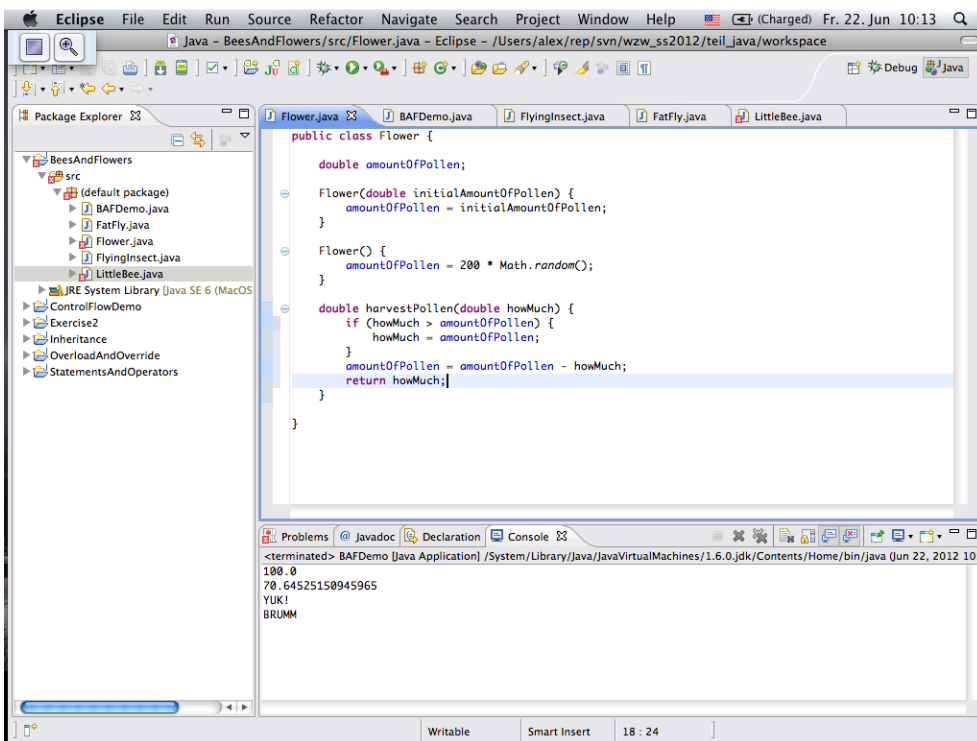 Eclipse File Edit Run Source Refactor Navigate Search Project Window Help (Charged) Fr. 22. Jun 10:13
Java – BeesAndFlowers/src/Flower.java – Eclipse – /Users/alex/rep/svn/wzw_ss2012/teil_java/workspace
Debug Java
Package Explorer
BeesAndFlowers
src
(default package)
BAFDemo.java
FatFly.java
Flower.java
FlyingInsect.java
LittleBee.java
JRE System Library [Java SE 6 (MacOS
ControlFlowDemo
Exercise2
Inheritance
OverloadAndOverride
StatementsAndOperators
Flower.java BAFDemo.java FlyingInsect.java FatFly.java LittleBee.java
public class Flower {
double amountOfPollen;
Flower(double initialAmountOfPollen) {
amountOfPollen = initialAmountOfPollen;
}
Flower() {
amountOfPollen = 200 * Math.random();
}
double harvestPollen(double howMuch) {
if (howMuch > amountOfPollen) {
howMuch = amountOfPollen;
}
amountOfPollen = amountOfPollen - howMuch;
return howMuch;
}
}
Problems @ Javadoc Declaration Console
<terminated> BAFDemo [Java Application] /System/Library/Java/JavaVirtualMachines/1.6.0.jdk/Contents/Home/bin/java (Jun 22, 2012 10
100.0
70.64525150945965
YUK!
BRUMM
Writable Smart Insert 18 : 24